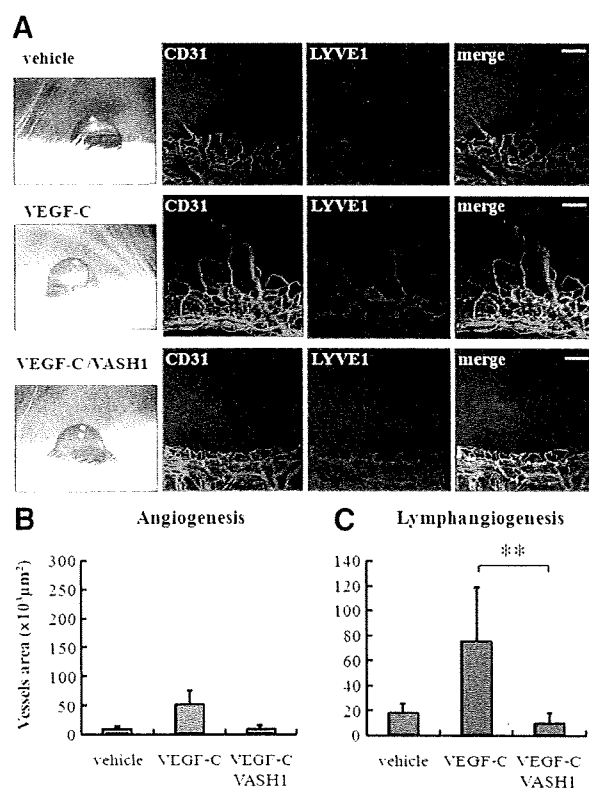 A
vehicle
CD31 LYVE1 merge
VEGF-C
CD31 LYVE1 merge
VEGF-C/VASH1
CD31 LYVE1 merge
B Angiogenesis
Vessels area (×10³μm²)
300
250
200
150
100
50
0
vehicle VEGF-C VEGF-C
VASH1
C Lymphangiogenesis
**
140
120
100
80
60
40
20
0
vehicle VEGF-C VEGF-C
VASH1